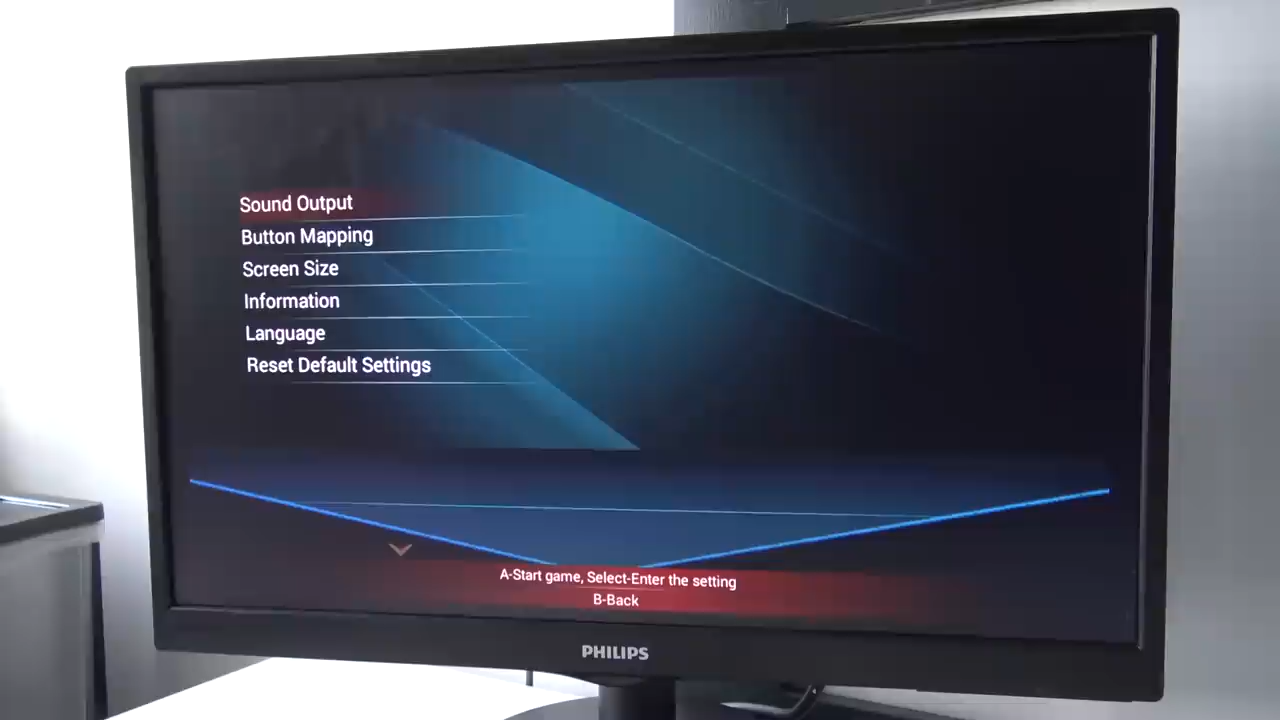 Sound Output
Button Mapping
Screen Size
Information
Language
Reset Default Settings
A-Start game, Select-Enter the setting
B-Back
PHILIPS